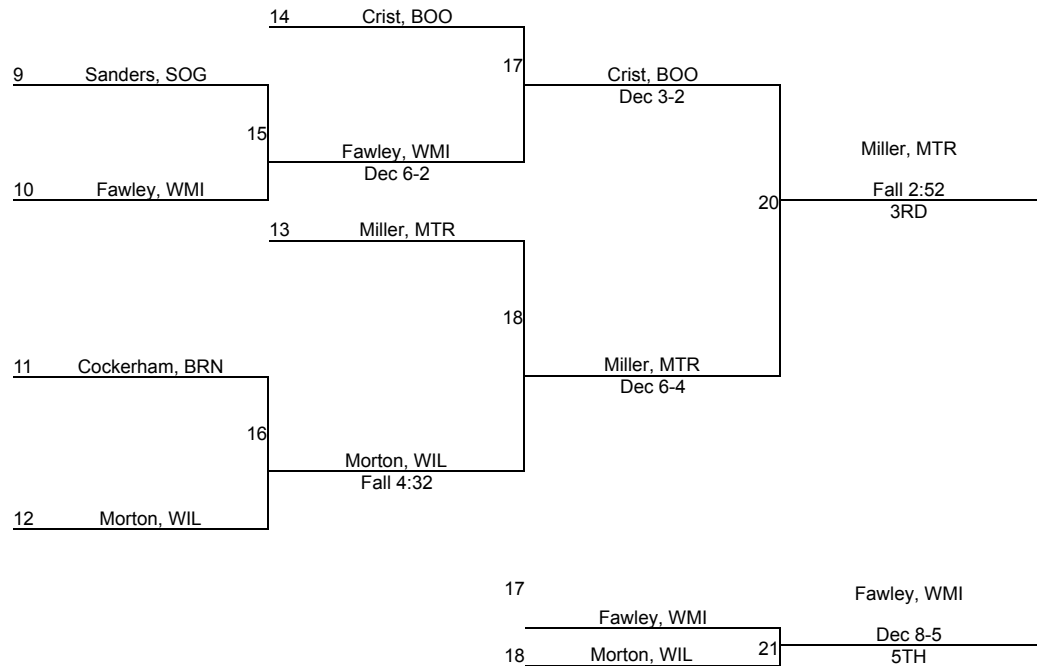 14 Crist, BOO
17
9 Sanders, SOG
Crist, BOO
Dec 3-2
15
Fawley, WMI
Dec 6-2
Miller, MTR
10 Fawley, WMI
Fall 2:52
20
3RD
13 Miller, MTR
18
11 Cockerham, BRN
Miller, MTR
Dec 6-4
16
Morton, WIL
Fall 4:32
12 Morton, WIL
17
Fawley, WMI
Fawley, WMI
Dec 8-5
18 Morton, WIL
21
5TH